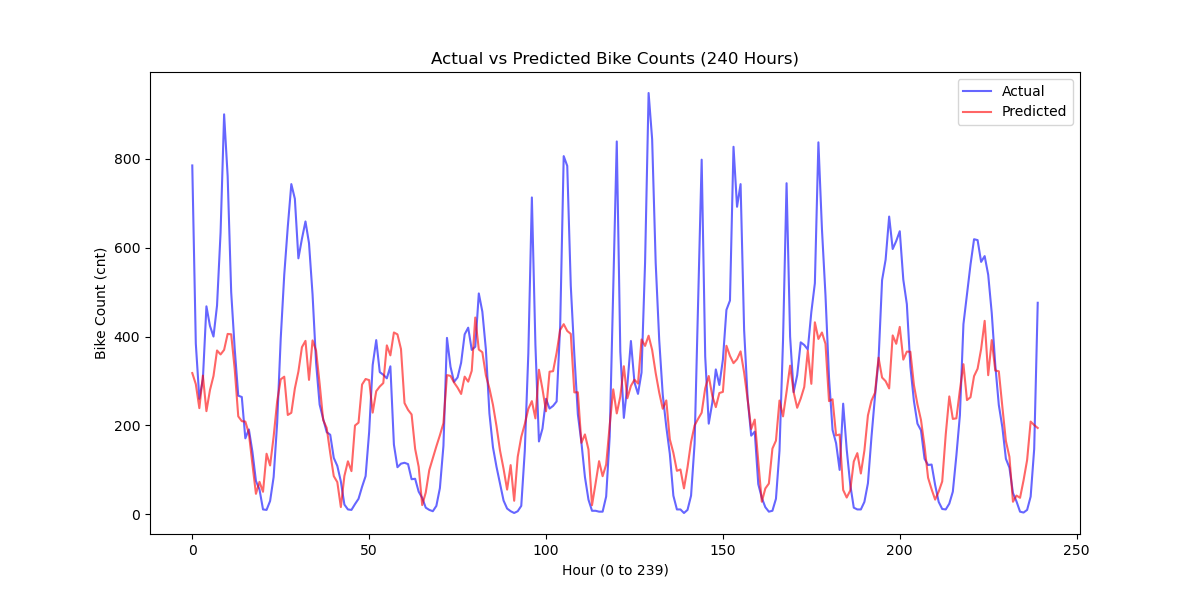 Actual vs Predicted Bike Counts (240 Hours)
Actual
Predicted
800
600
400
200
0
Bike Count (cnt)
0 50 100 150 200 250
Hour (0 to 239)